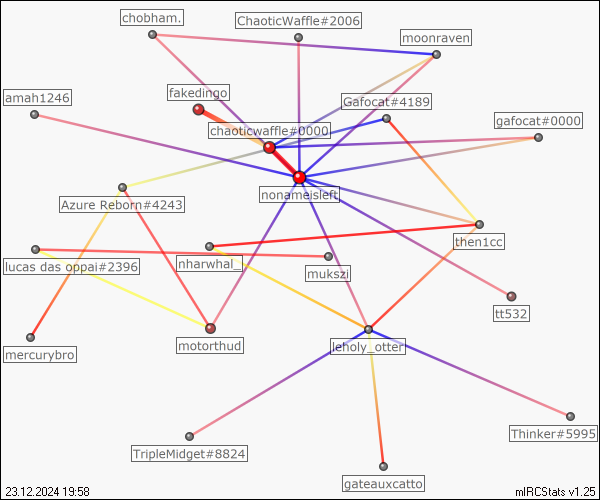 chobham.
ChaoticWaffle#2006
moonraven
fakedingo
amah1246
Gafocat#4189
gafocat#0000
chaoticwaffle#0000
nonameisleft
Azure Reborn#4243
then1cc
lucas das oppai#2396
nharwhal_
mukszi
tt532
motorthud
leholy_otter
mercurybro
Thinker#5995
TripleMidget#8824
gateauxcatto
23.12.2024 19:58
mIRCStats v1.25